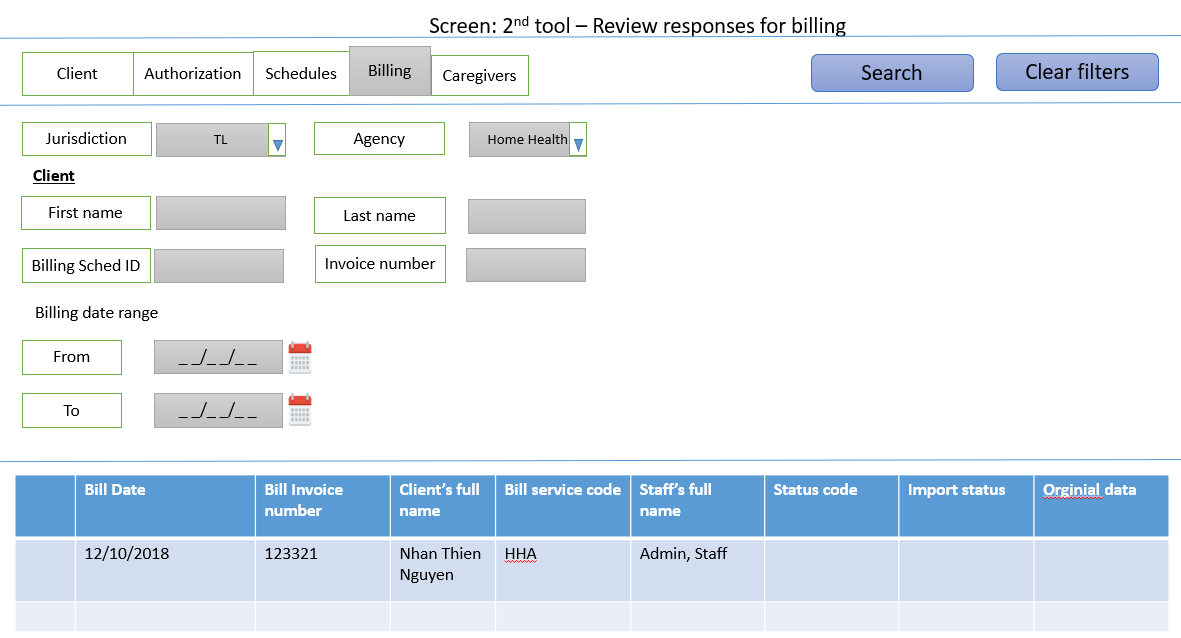 Screen: 2nd tool – Review responses for billing
Client Authorization Schedules Billing Caregivers Search Clear filters
Jurisdiction TL Agency Home Health
Client
First name Last name
Billing Sched ID Invoice number
Billing date range
From _ _/_ _/_ _
To _ _/_ _/_ _
Bill Date Bill Invoice number Client's full name Bill service code Staff's full name Status code Import status Orginial data
12/10/2018 123321 Nhan Thien Nguyen HHA Admin, Staff